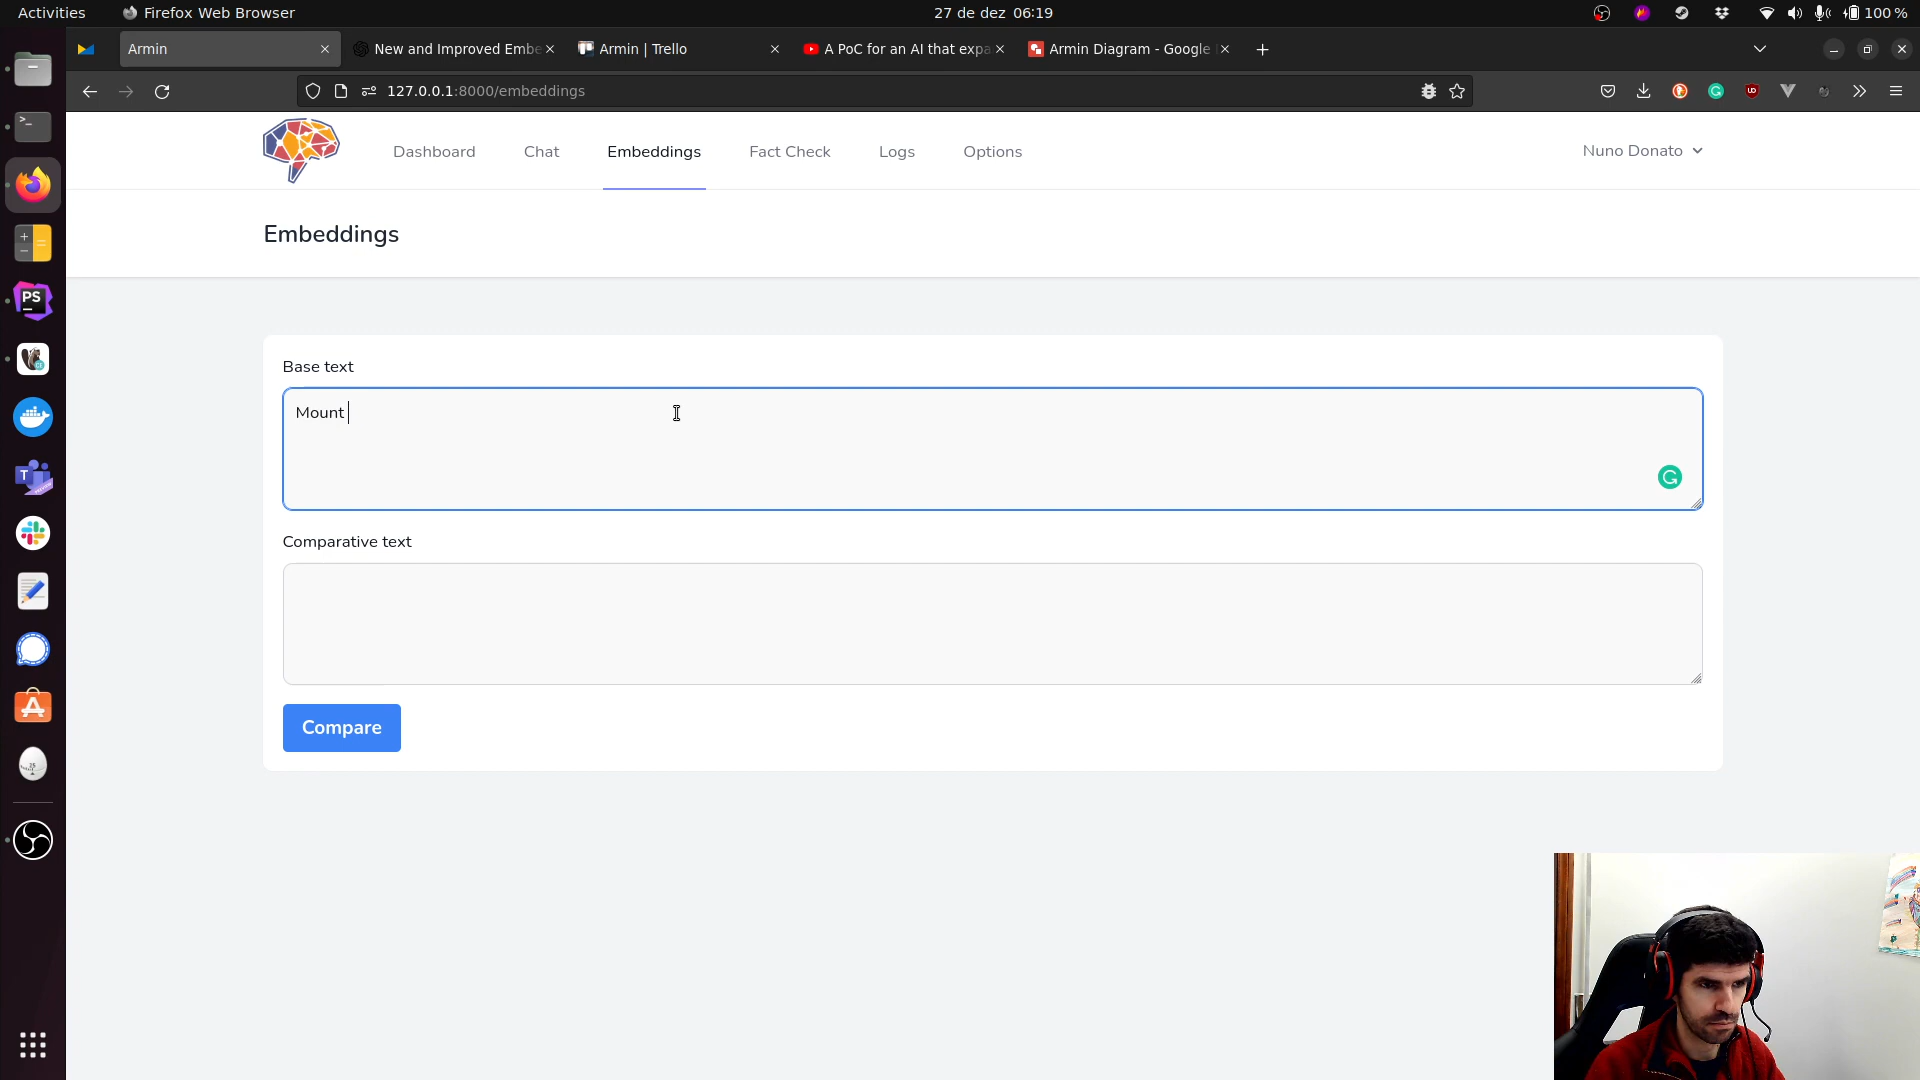 Activities
Firefox Web Browser
27 de dez 06:19
100 %
Armin
New and Improved Embe
Armin | Trello
A PoC for an AI that expa
Armin Diagram - Google
127.0.0.1:8000/embeddings
Dashboard
Chat
Embeddings
Fact Check
Logs
Options
Nuno Donato
Embeddings
Base text
Mount
Comparative text
Compare
PS
T